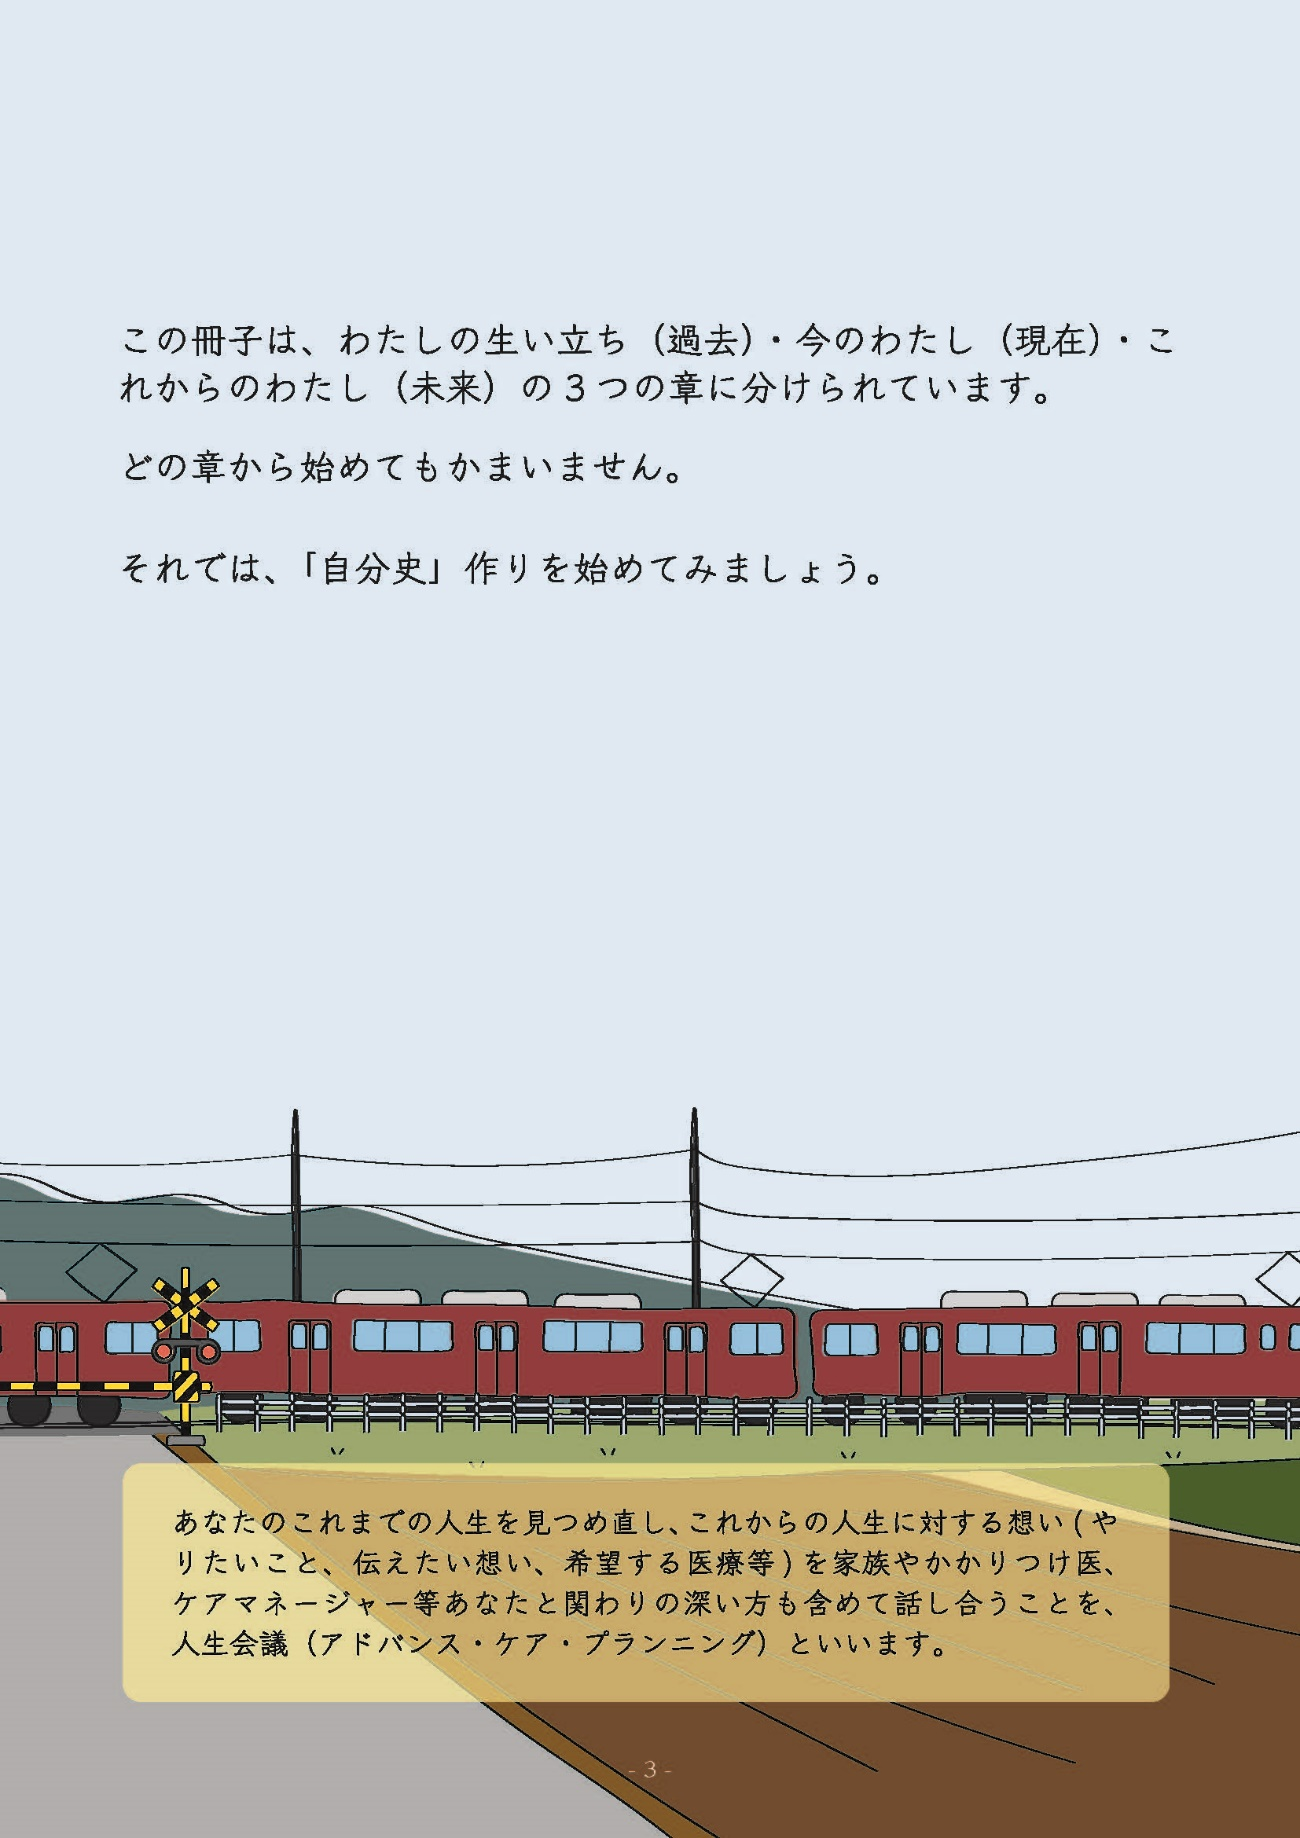 この冊子は、わたしの生い立ち（過去）・今のわたし（現在）・こ
れからのわたし（未来）の３つの章に分けられています。
どの章から始めてもかまいません。
それでは、「自分史」作りを始めてみましょう。
あなたのこれまでの人生を見つめ直し、これからの人生に対する想い(や
りたいこと、伝えたい想い、希望する医療等)を家族やかかりつけ医、
ケアマネージャー等あなたと関わりの深い方も含めて話し合うことを、
人生会議（アドバンス・ケア・プランニング）といいます。
- 3 -